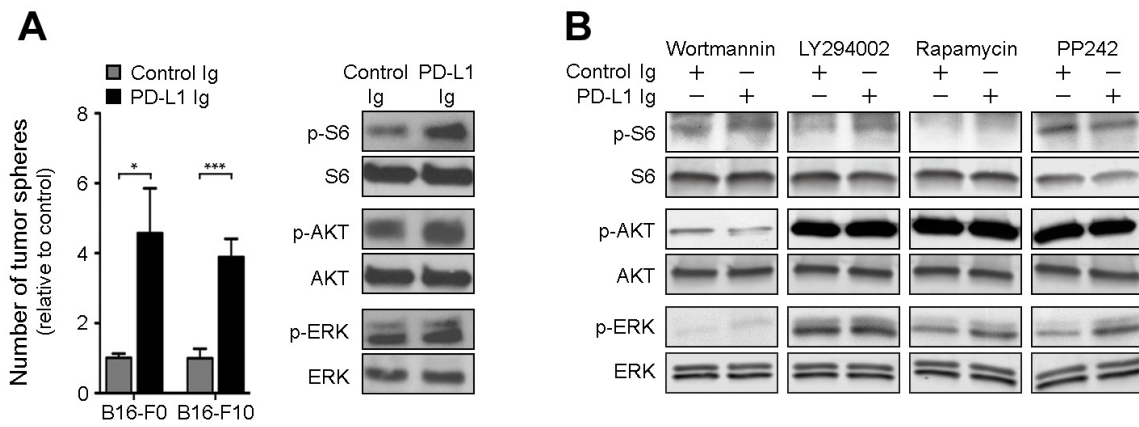 A
Control Ig
PD-L1 Ig
Number of tumor spheres
(relative to control)
8
6
4
2
0
* ***
B16-F0 B16-F10
Control PD-L1
Ig Ig
p-S6
S6
p-AKT
AKT
p-ERK
ERK
B
Wortmannin LY294002 Rapamycin PP242
Control Ig + − + − + − + −
PD-L1 Ig − + − + − + − +
p-S6
S6
p-AKT
AKT
p-ERK
ERK